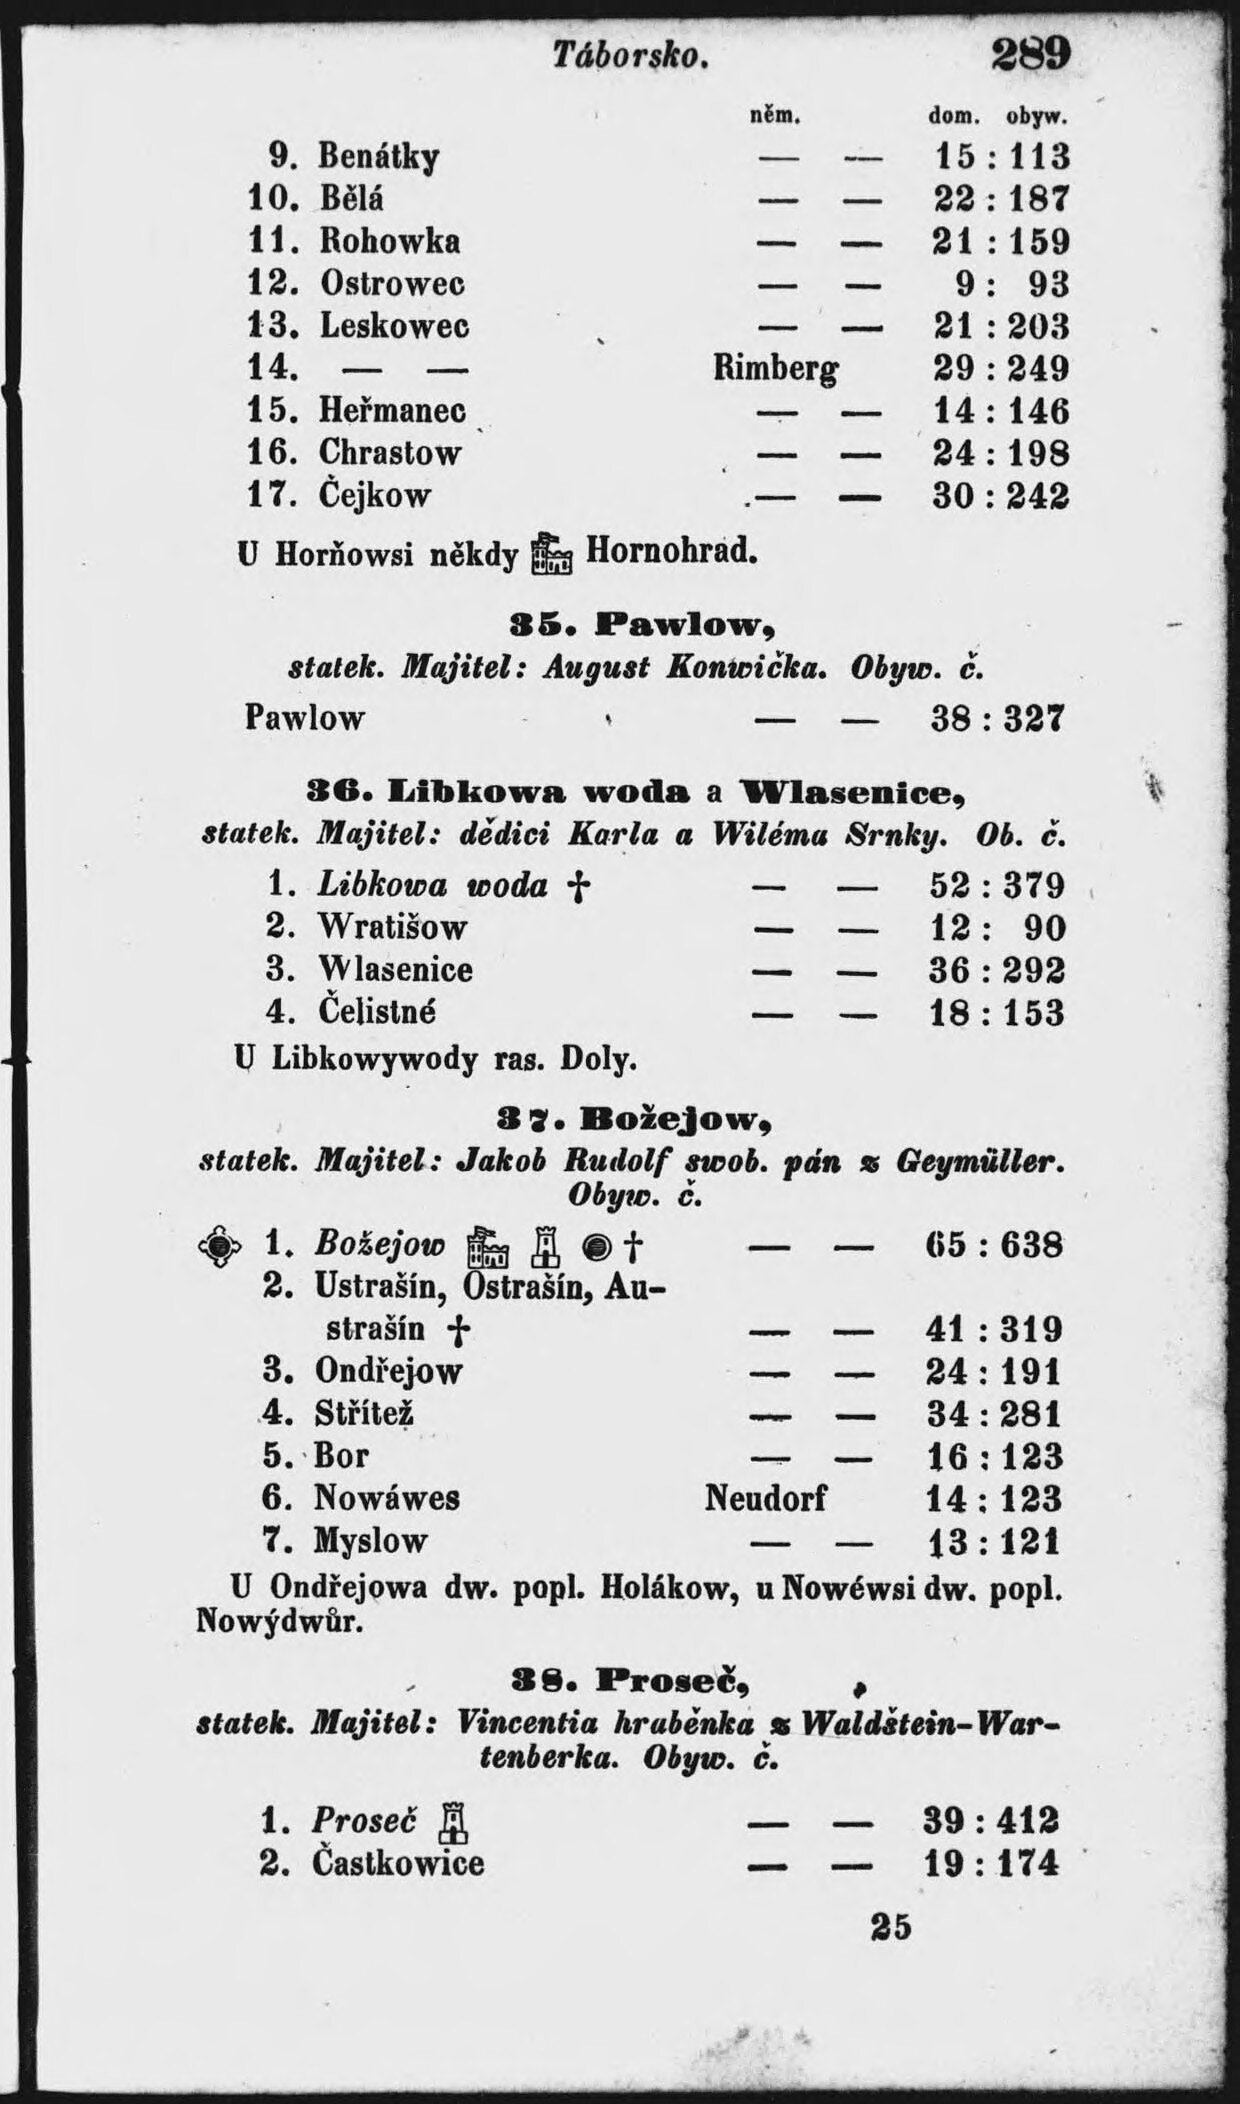 Táborsko. 289
něm. dom. obyw.
9. Benátky — — 15 : 113
10. Bělá — — 22 : 187
11. Rohowka — — 21 : 159
12. Ostrowec — — 9 : 93
13. Leskowec — — 21 : 203
14. — — Rimberg 29 : 249
15. Heřmanec — — 14 : 146
16. Chrastow — — 24 : 198
17. Čejkow — — 30 : 242
U Horňowsi někdy Hornohrad.
35. Pawlow,
statek. Majitel: August Konwička. Obyw. č.
Pawlow — — 38 : 327
36. Libkowa woda a Wlasenice,
statek. Majitel: dědici Karla a Wiléma Srnky. Ob. č.
1. Libkowa woda † — — 52 : 379
2. Wratišow — — 12 : 90
3. Wlasenice — — 36 : 292
4. Čelistné — — 18 : 153
U Libkowywody ras. Doly.
37. Božejow,
statek. Majitel: Jakob Rudolf swob. pán z Geymüller.
Obyw. č.
1. Božejow † — — 65 : 638
2. Ustrašín, Ostrašín, Au-
strašín † — — 41 : 319
3. Ondřejow — — 24 : 191
4. Střítež — — 34 : 281
5. Bor — — 16 : 123
6. Nowáwes Neudorf 14 : 123
7. Myslow — — 13 : 121
U Ondřejowa dw. popl. Holákow, u Nowéwsi dw. popl.
Nowýdwůr.
38. Proseč,
statek. Majitel: Vincentia hraběnka z Waldštein-War-
tenberka. Obyw. č.
1. Proseč — — 39 : 412
2. Častkowice — — 19 : 174
25